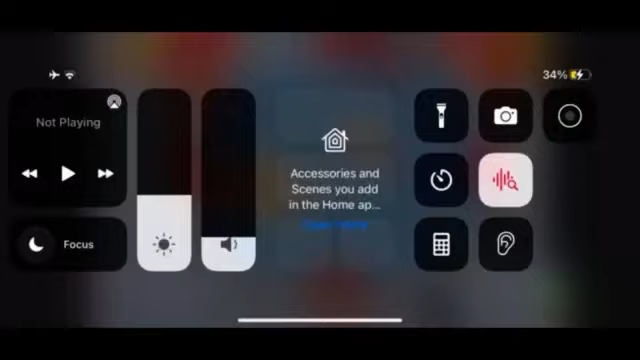 34%
Not Playing
Accessories and
Scenes you add
in the Home ap...
Focus